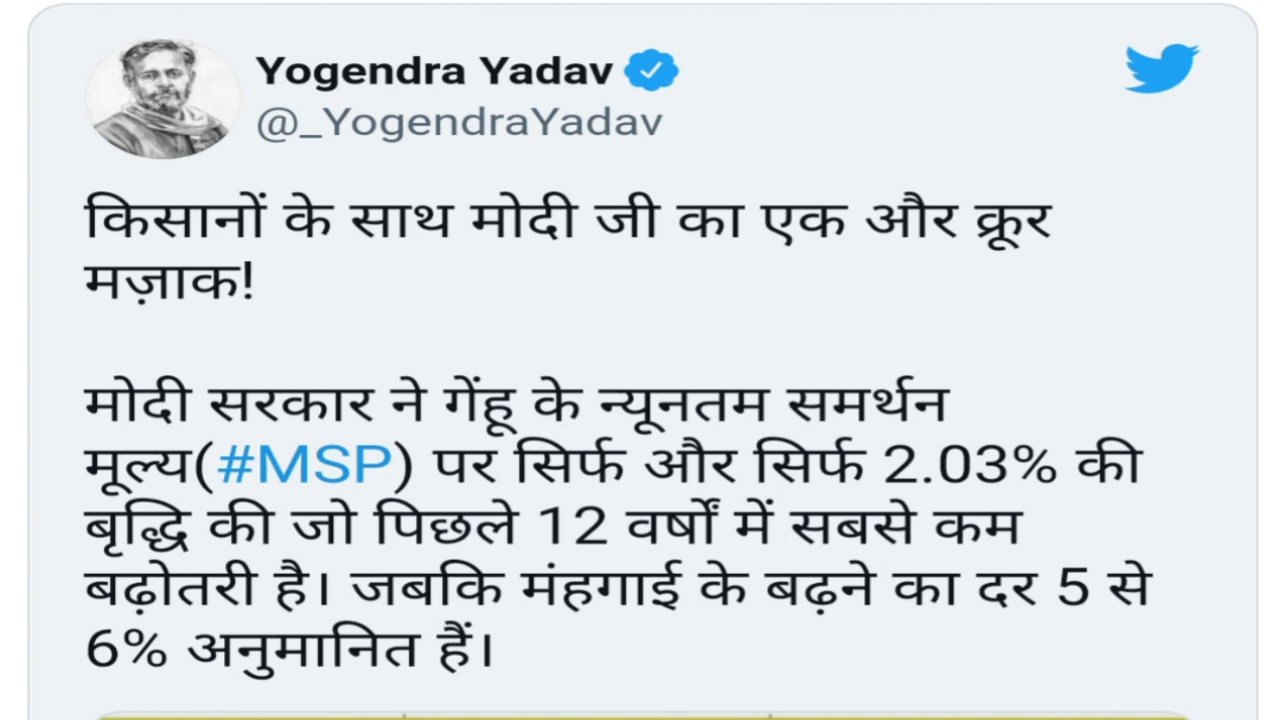 Yogendra Yadav
@_YogendraYadav
किसानों के साथ मोदी जी का एक और क्रूर
मज़ाक!
मोदी सरकार ने गेंहू के न्यूनतम समर्थन
मूल्य(#MSP) पर सिर्फ और सिर्फ 2.03% की
बृद्धि की जो पिछले 12 वर्षों में सबसे कम
बढ़ोतरी है। जबकि मंहगाई के बढ़ने का दर 5 से
6% अनुमानित हैं।